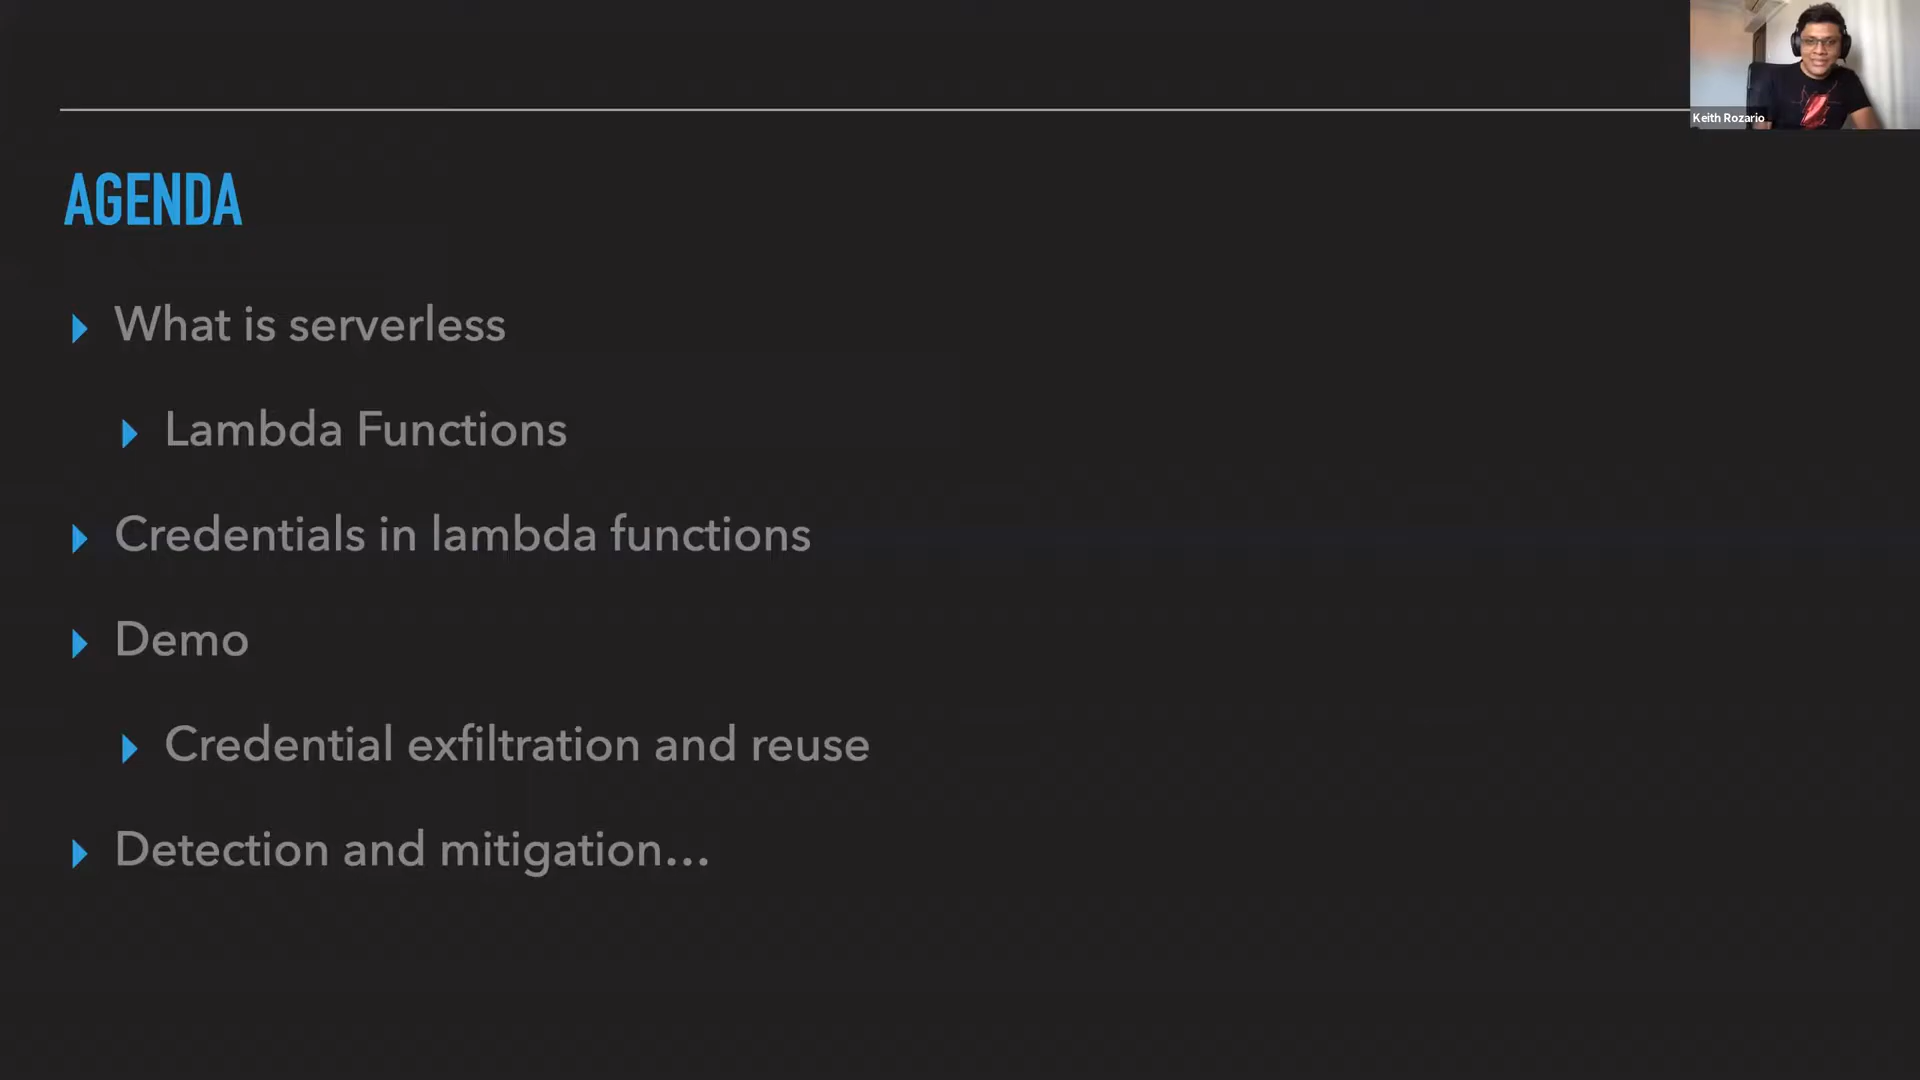 Keith Rozario
AGENDA
What is serverless
Lambda Functions
Credentials in lambda functions
Demo
Credential exfiltration and reuse
Detection and mitigation...